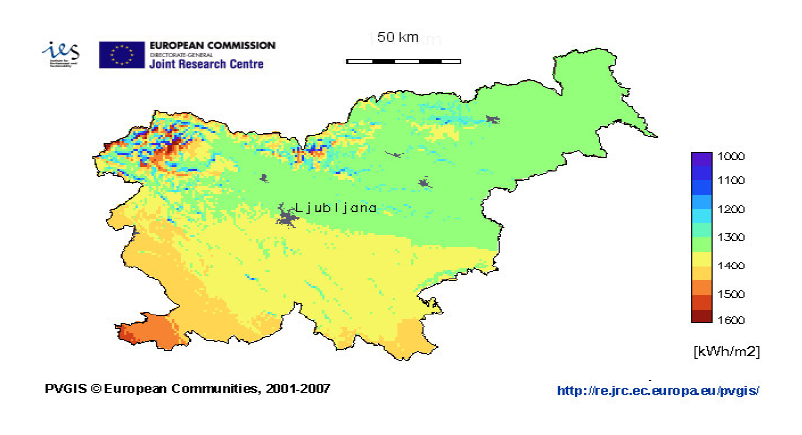 50 km
ies
EUROPEAN COMMISSION
DIRECTORATE-GENERAL
Joint Research Centre
Ljubljana
1000
1100
1200
1300
1400
1500
1600
[kWh/m2]
PVGIS © European Communities, 2001-2007
http://re.jrc.ec.europa.eu/pvgis/